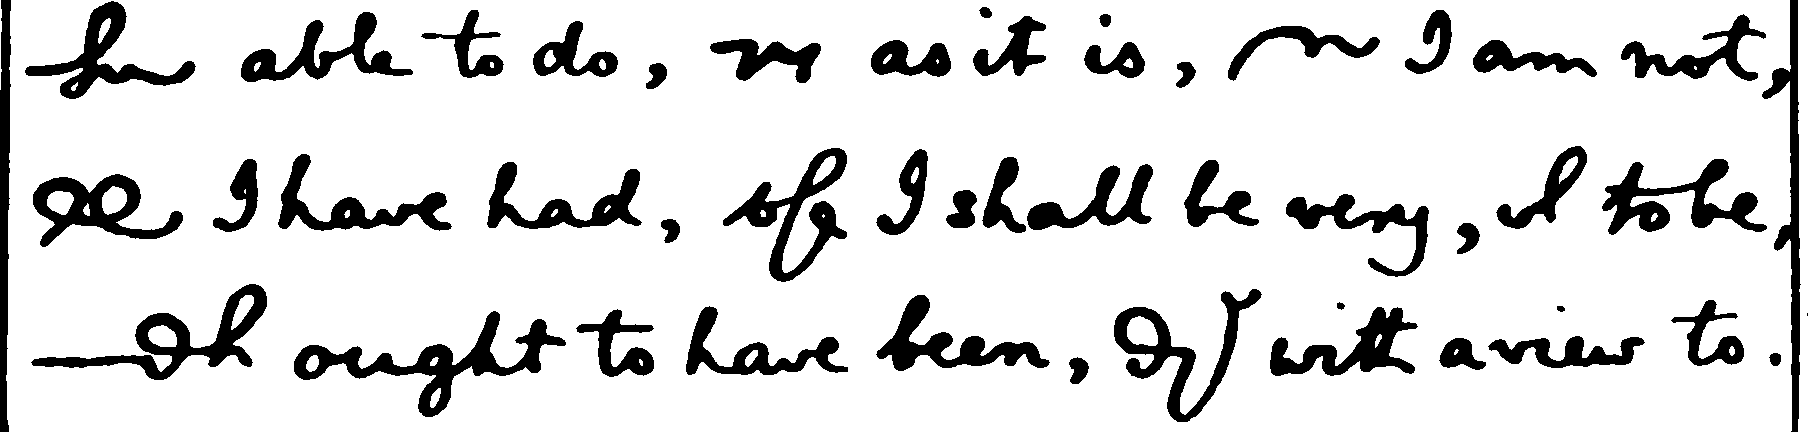 able to do, as it is, I am not,
I have had, I shall be very, to be,
ought to have been, with a view to.